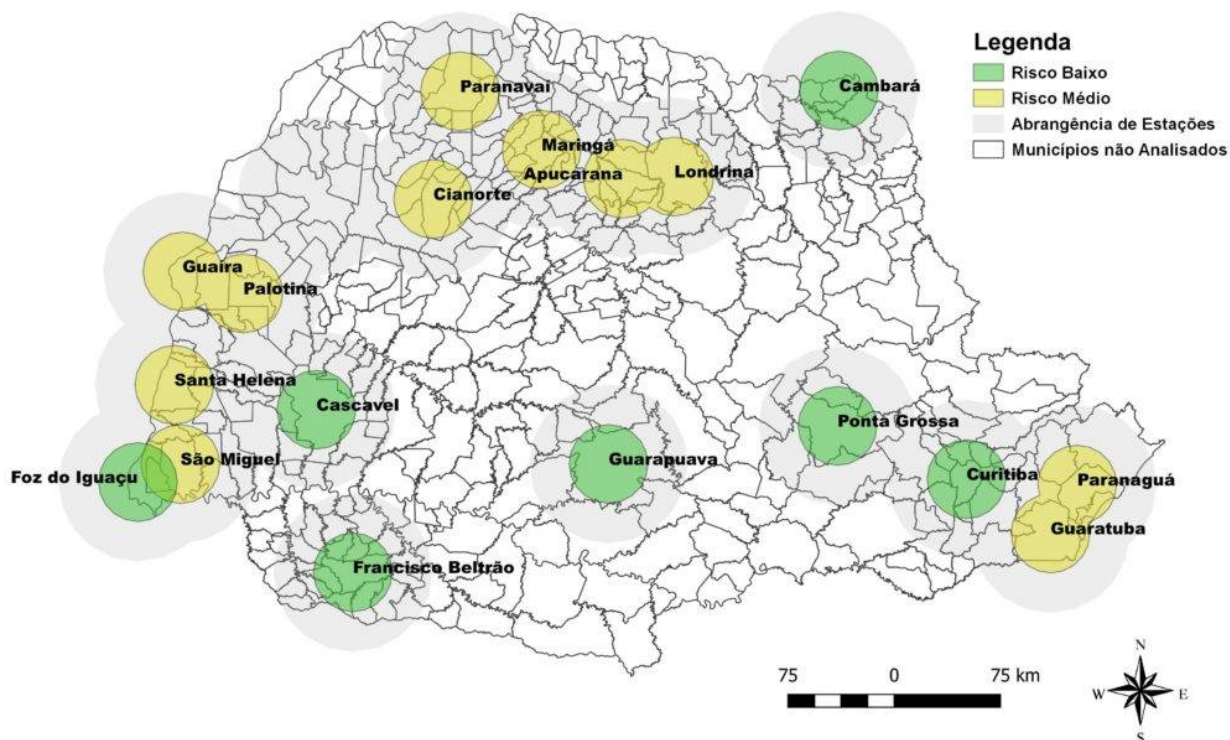 Legenda
Risco Baixo
Risco Médio
Abrangência de Estações
Municípios não Analisados
Paranavaí
Cambará
Maringá
Apucarana
Londrina
Cianorte
Guaíra
Palotina
Santa Helena
Cascavel
Ponta Grossa
São Miguel
Guarapuava
Foz do Iguaçu
Curitiba
Paranaguá
Guaratuba
Francisco Beltrão
75 0 75 km
N
W E
S